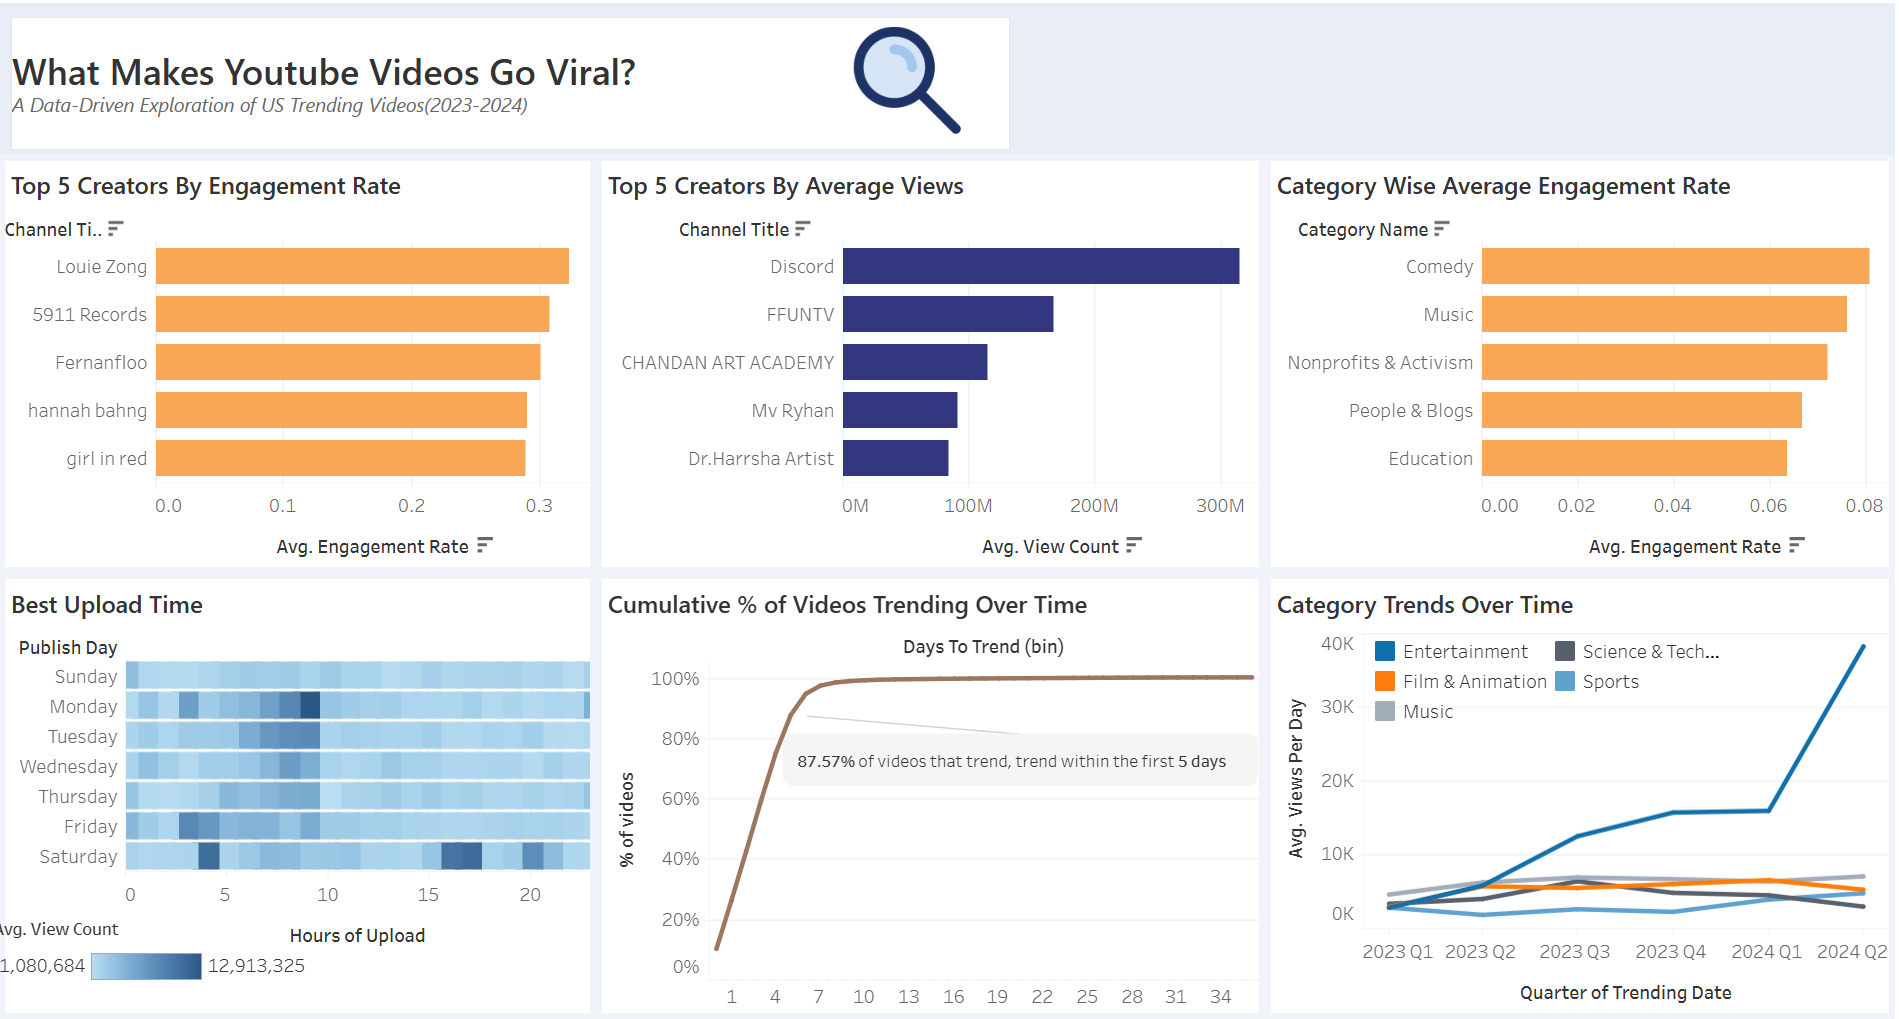 What Makes Youtube Videos Go Viral?
A Data-Driven Exploration of US Trending Videos(2023-2024)
Top 5 Creators By Engagement Rate
Channel Ti..
Louie Zong
5911 Records
Fernanfloo
hannah bahng
girl in red
0.0 0.1 0.2 0.3
Avg. Engagement Rate
Top 5 Creators By Average Views
Channel Title
Discord
FFUNTV
CHANDAN ART ACADEMY
Mv Ryhan
Dr.Harrsha Artist
0M 100M 200M 300M
Avg. View Count
Category Wise Average Engagement Rate
Category Name
Comedy
Music
Nonprofits & Activism
People & Blogs
Education
0.00 0.02 0.04 0.06 0.08
Avg. Engagement Rate
Best Upload Time
Publish Day
Sunday
Monday
Tuesday
Wednesday
Thursday
Friday
Saturday
0 5 10 15 20
Hours of Upload
Avg. View Count
1,080,684 12,913,325
Cumulative % of Videos Trending Over Time
Days To Trend (bin)
100%
80%
60%
40%
20%
0%
% of videos
87.57% of videos that trend, trend within the first 5 days
1 4 7 10 13 16 19 22 25 28 31 34
Category Trends Over Time
40K
30K
20K
10K
0K
Avg. Views Per Day
Entertainment Science & Tech...
Film & Animation Sports
Music
2023 Q1 2023 Q2 2023 Q3 2023 Q4 2024 Q1 2024 Q2
Quarter of Trending Date